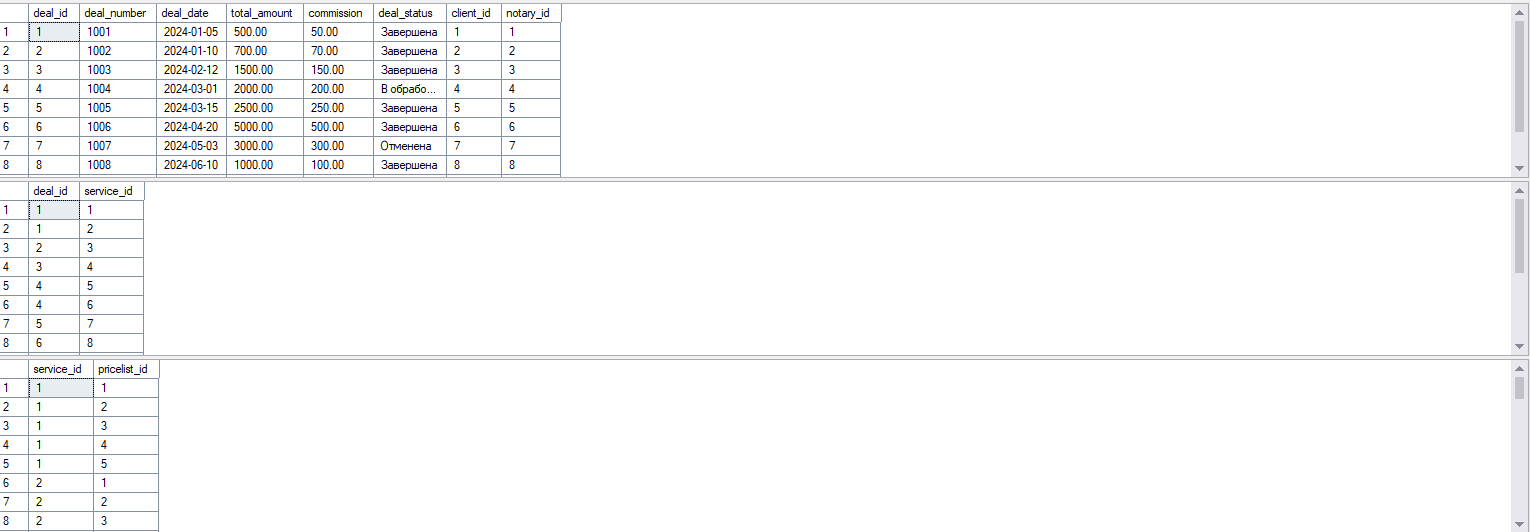 deal_id deal_number deal_date total_amount commission deal_status client_id notary_id
1 1 1001 2024-01-05 500.00 50.00 Завершена 1 1
2 2 1002 2024-01-10 700.00 70.00 Завершена 2 2
3 3 1003 2024-02-12 1500.00 150.00 Завершена 3 3
4 4 1004 2024-03-01 2000.00 200.00 В обрабо... 4 4
5 5 1005 2024-03-15 2500.00 250.00 Завершена 5 5
6 6 1006 2024-04-20 5000.00 500.00 Завершена 6 6
7 7 1007 2024-05-03 3000.00 300.00 Отменена 7 7
8 8 1008 2024-06-10 1000.00 100.00 Завершена 8 8
deal_id service_id
1 1 1
2 1 2
3 2 3
4 3 4
5 4 5
6 4 6
7 5 7
8 6 8
service_id pricelist_id
1 1 1
2 1 2
3 1 3
4 1 4
5 1 5
6 2 1
7 2 2
8 2 3